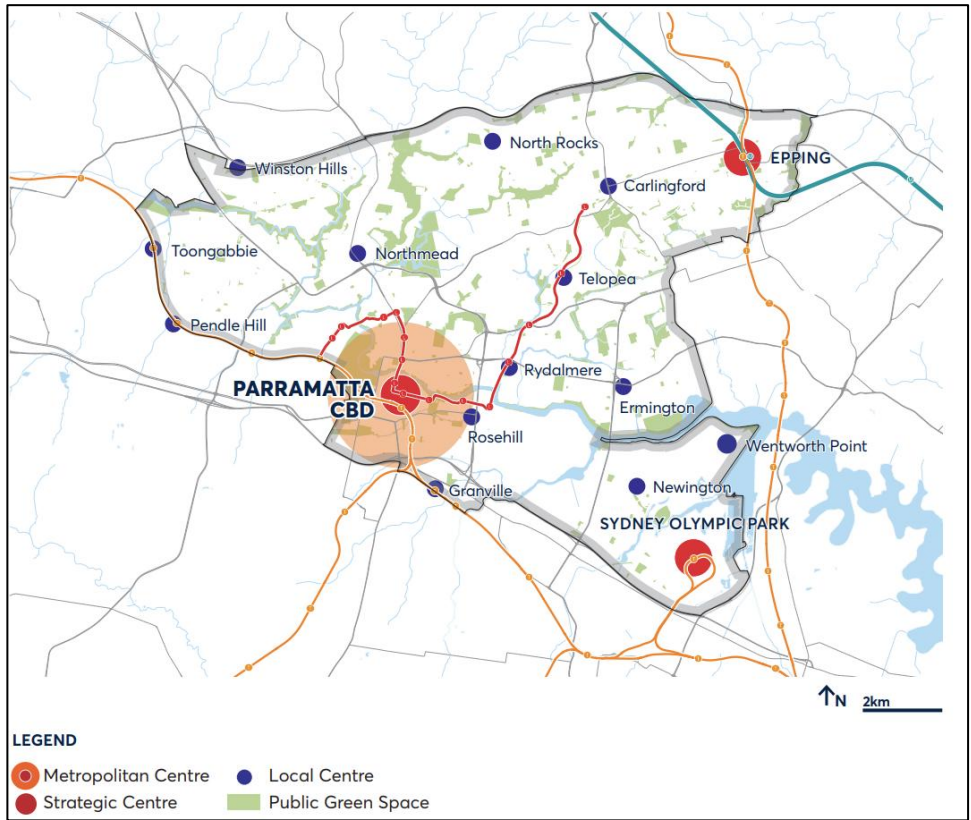 North Rocks
EPPING
Winston Hills
Carlingford
Toongabbie
Northmead
Telopea
Pendle Hill
PARRAMATTA
CBD
Rydalmere
Ermington
Rosehill
Wentworth Point
Granville
Newington
SYDNEY OLYMPIC PARK
N 2km
LEGEND
Metropolitan Centre
Local Centre
Strategic Centre
Public Green Space